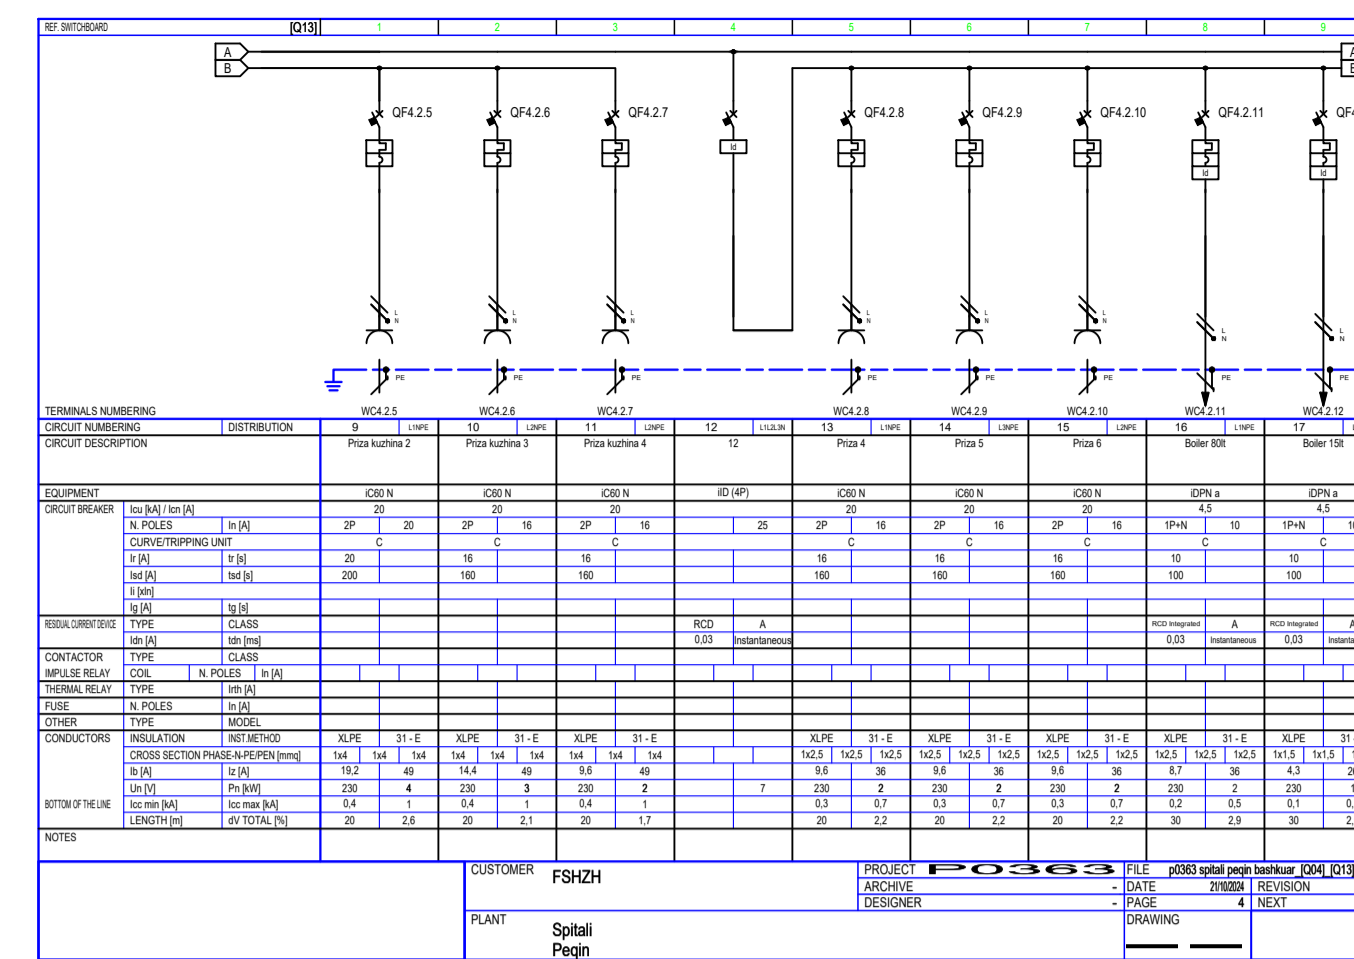 REF. SWITCHBOARD [Q13] 1 2 3 4 5 6 7 8 9
A
B
QF4.2.5 QF4.2.6 QF4.2.7 QF4.2.8 QF4.2.9 QF4.2.10 QF4.2.11
Id Id Id
L L L L L L L L
N N N N N N N N
PE PE PE PE PE PE PE PE
TERMINALS NUMBERING WC4.2.5 WC4.2.6 WC4.2.7 WC4.2.8 WC4.2.9 WC4.2.10 WC4.2.11 WC4.2.12
CIRCUIT NUMBERING DISTRIBUTION 9 L1NPE 10 L2NPE 11 L2NPE 12 L1L2L3N 13 L1NPE 14 L3NPE 15 L2NPE 16 L1NPE 17
CIRCUIT DESCRIPTION Priza kuzhina 2 Priza kuzhina 3 Priza kuzhina 4 12 Priza 4 Priza 5 Priza 6 Boiler 80lt Boiler 15lt
EQUIPMENT iC60 N iC60 N iC60 N iID (4P) iC60 N iC60 N iC60 N iDPN a iDPN a
CIRCUIT BREAKER Icu [kA] / Icn [A] 20 20 20 20 20 20 4,5 4,5
N. POLES In [A] 2P 20 2P 16 2P 16 25 2P 16 2P 16 2P 16 1P+N 10 1P+N
CURVE/TRIPPING UNIT C C C C C C C C
Ir [A] tr [s] 20 16 16 16 16 16 10 10
Isd [A] tsd [s] 200 160 160 160 160 160 100 100
Ii [xIn]
Ig [A] tg [s]
RESIDUAL CURRENT DEVICE TYPE CLASS RCD A RCD Integrated A RCD Integrated A
Idn [A] tdn [ms] 0,03 Instantaneous 0,03 Instantaneous 0,03
CONTACTOR TYPE CLASS
IMPULSE RELAY COIL N. POLES In [A]
THERMAL RELAY TYPE Irth [A]
FUSE N. POLES In [A]
OTHER TYPE MODEL
CONDUCTORS INSULATION INST.METHOD XLPE 31 - E XLPE 31 - E XLPE 31 - E XLPE 31 - E XLPE 31 - E XLPE 31 - E XLPE 31 - E XLPE
CROSS SECTION PHASE-N-PE/PEN [mmq] 1x4 1x4 1x4 1x4 1x4 1x4 1x4 1x4 1x4 1x2,5 1x2,5 1x2,5 1x2,5 1x2,5 1x2,5 1x2,5 1x2,5 1x2,5 1x2,5 1x2,5 1x2,5 1x1,5 1x1,5
Ib [A] Iz [A] 19,2 49 14,4 49 9,6 49 9,6 36 9,6 36 9,6 36 8,7 36 4,3
Un [V] Pn [kW] 230 4 230 3 230 2 7 230 2 230 2 230 2 230 2 230
BOTTOM OF THE LINE Icc min [kA] Icc max [kA] 0,4 1 0,4 1 0,4 1 0,3 0,7 0,3 0,7 0,3 0,7 0,2 0,5 0,1
LENGTH [m] dV TOTAL [%] 20 2,6 20 2,1 20 1,7 20 2,2 20 2,2 20 2,2 30 2,9 30
NOTES
CUSTOMER FSHZH
PROJECT P0363 FILE p0363 spitali peqin bashkuar_[Q04]_[Q13]
ARCHIVE - DATE 21/10/2024 REVISION
DESIGNER - PAGE 4 NEXT
PLANT Spitali
Peqin
DRAWING